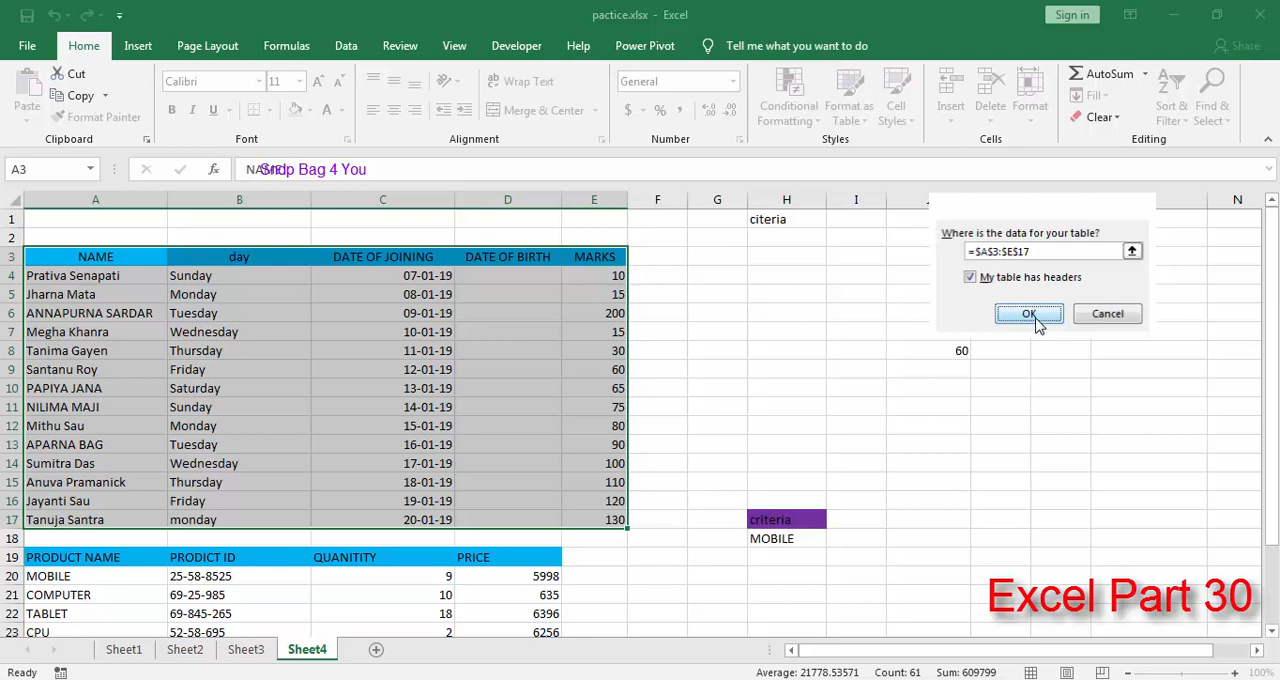 pactice.xlsx - Excel
Sign in
File Home Insert Page Layout Formulas Data Review View Developer Help Power Pivot Tell me what you want to do Share
Paste Cut Copy Format Painter Clipboard
Calibri 11 B I U A Font
Wrap Text Merge & Center Alignment
General $ % , Number
Conditional Formatting Format as Table Cell Styles Styles
Insert Delete Format Cells
AutoSum Fill Clear Sort & Filter Find & Select Editing
A3 fx Bag 4 You
A B C D E F G H I N
1 citeria
2
3 NAME day DATE OF JOINING DATE OF BIRTH MARKS
4 Prativa Senapati Sunday 07-01-19 10
5 Jharna Mata Monday 08-01-19 15
6 ANNAPURNA SARDAR Tuesday 09-01-19 200
7 Megha Khanra Wednesday 10-01-19 15
8 Tanima Gayen Thursday 11-01-19 30 60
9 Santanu Roy Friday 12-01-19 60
10 PAPIYA JANA Saturday 13-01-19 65
11 NILIMA MAJI Sunday 14-01-19 75
12 Mithu Sau Monday 15-01-19 80
13 APARNA BAG Tuesday 16-01-19 90
14 Sumitra Das Wednesday 17-01-19 100
15 Anuva Pramanick Thursday 18-01-19 110
16 Jayanti Sau Friday 19-01-19 120
17 Tanuja Santra monday 20-01-19 130 criteria
18 MOBILE
19 PRODUCT NAME PRODICT ID QUANITITY PRICE
20 MOBILE 25-58-8525 9 5998
21 COMPUTER 69-25-985 10 635
22 TABLET 69-845-265 18 6396
23 CPU 52-58-695 2 6256
Where is the data for your table?
=$A$3:$E$17
My table has headers
OK Cancel
Excel Part 30
Sheet1 Sheet2 Sheet3 Sheet4
Ready Average: 21778.53571 Count: 61 Sum: 609799 100%